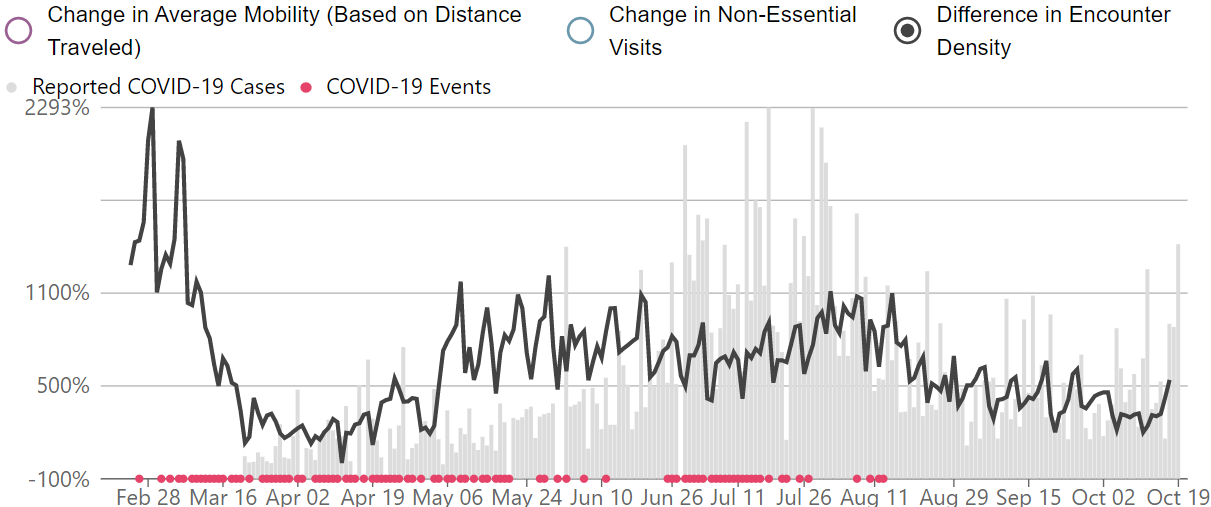 Change in Average Mobility (Based on Distance
Traveled)
Change in Non-Essential
Visits
Difference in Encounter
Density
Reported COVID-19 Cases
COVID-19 Events
2293%
1100%
500%
-100%
Feb 28 Mar 16 Apr 02 Apr 19 May 06 May 24 Jun 10 Jun 26 Jul 11 Jul 26 Aug 11 Aug 29 Sep 15 Oct 02 Oct 19